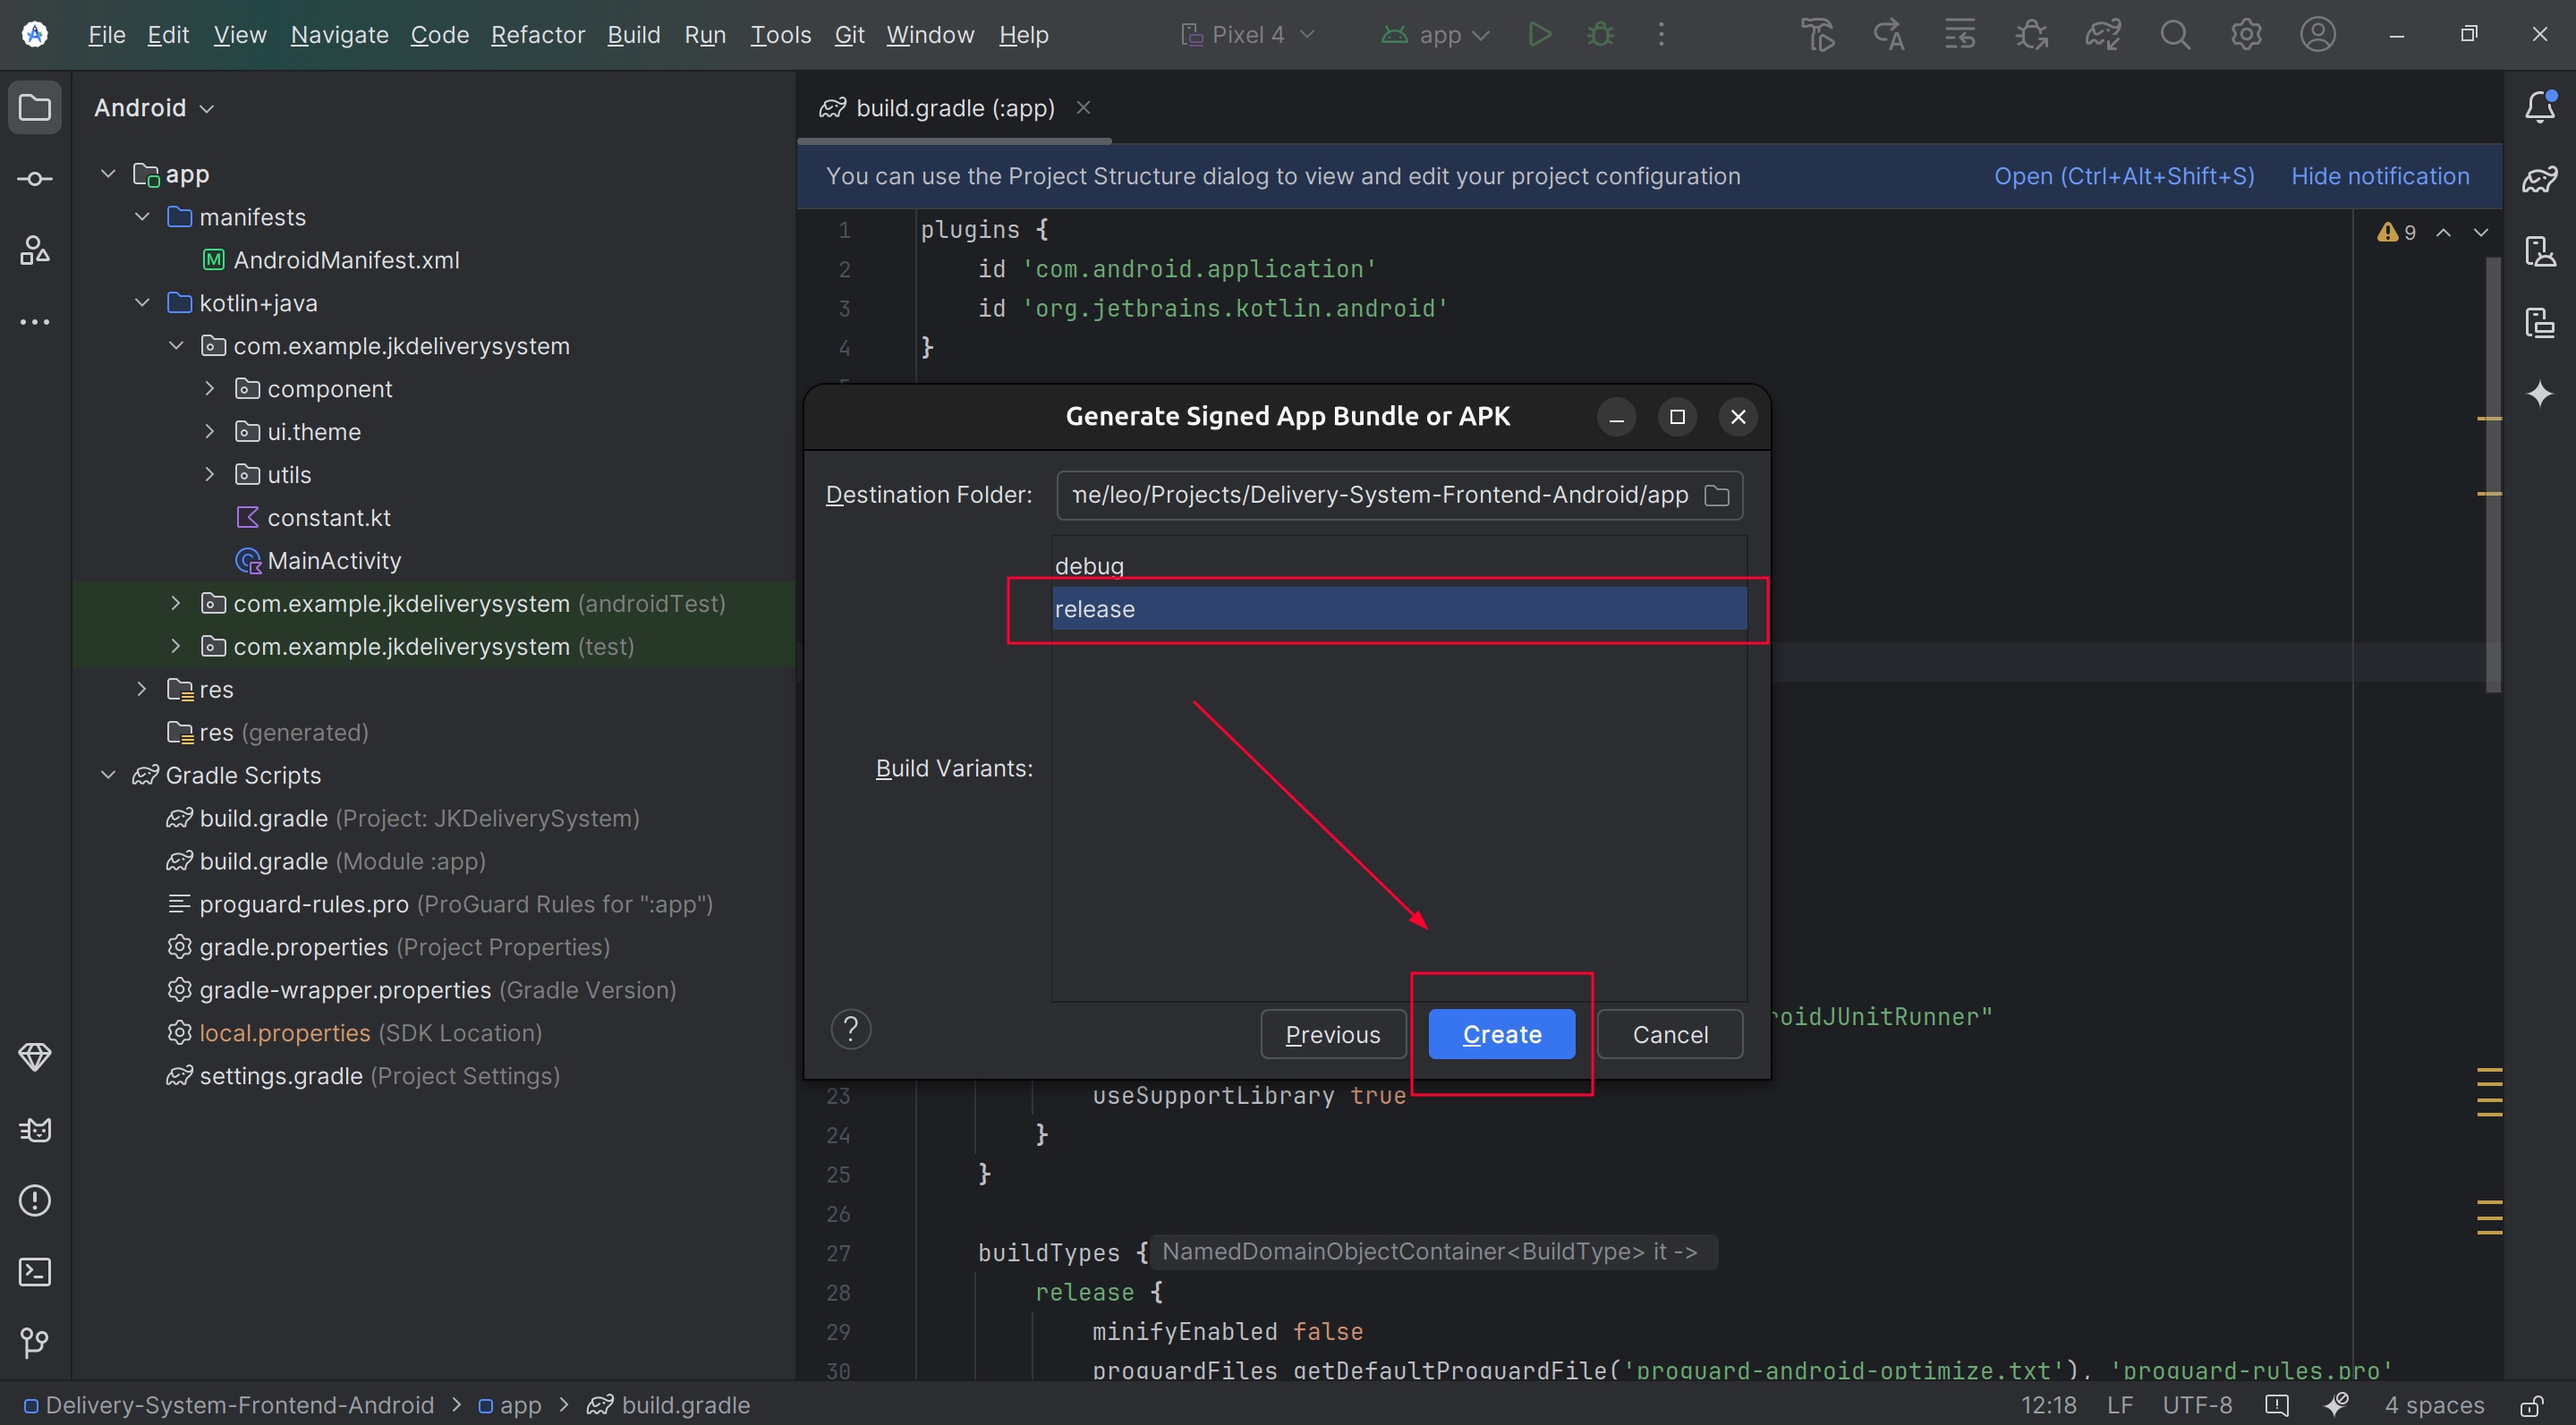 File Edit View Navigate Code Refactor Build Run Tools Git Window Help Pixel 4 app
Android
app
manifests
AndroidManifest.xml
kotlin+java
com.example.jkdeliverysystem
component
ui.theme
utils
constant.kt
MainActivity
com.example.jkdeliverysystem (androidTest)
com.example.jkdeliverysystem (test)
res
res (generated)
Gradle Scripts
build.gradle (Project: JKDeliverySystem)
build.gradle (Module :app)
proguard-rules.pro (ProGuard Rules for ":app")
gradle.properties (Project Properties)
gradle-wrapper.properties (Gradle Version)
local.properties (SDK Location)
settings.gradle (Project Settings)
build.gradle (:app)
You can use the Project Structure dialog to view and edit your project configuration Open (Ctrl+Alt+Shift+S) Hide notification
9
1 plugins {
2 id 'com.android.application'
3 id 'org.jetbrains.kotlin.android'
4 }
Generate Signed App Bundle or APK
Destination Folder: me/leo/Projects/Delivery-System-Frontend-Android/app
debug
release
Build Variants:
? Previous Create Cancel
roidJUnitRunner"
23 useSupportLibrary true
24 }
25 }
26
27 buildTypes { NamedDomainObjectContainer<BuildType> it ->
28 release {
29 minifyEnabled false
30 proguardFiles getDefaultProguardFile('proguard-android-optimize.txt'), 'proguard-rules.pro'
Delivery-System-Frontend-Android > app > build.gradle 12:18 LF UTF-8 4 spaces